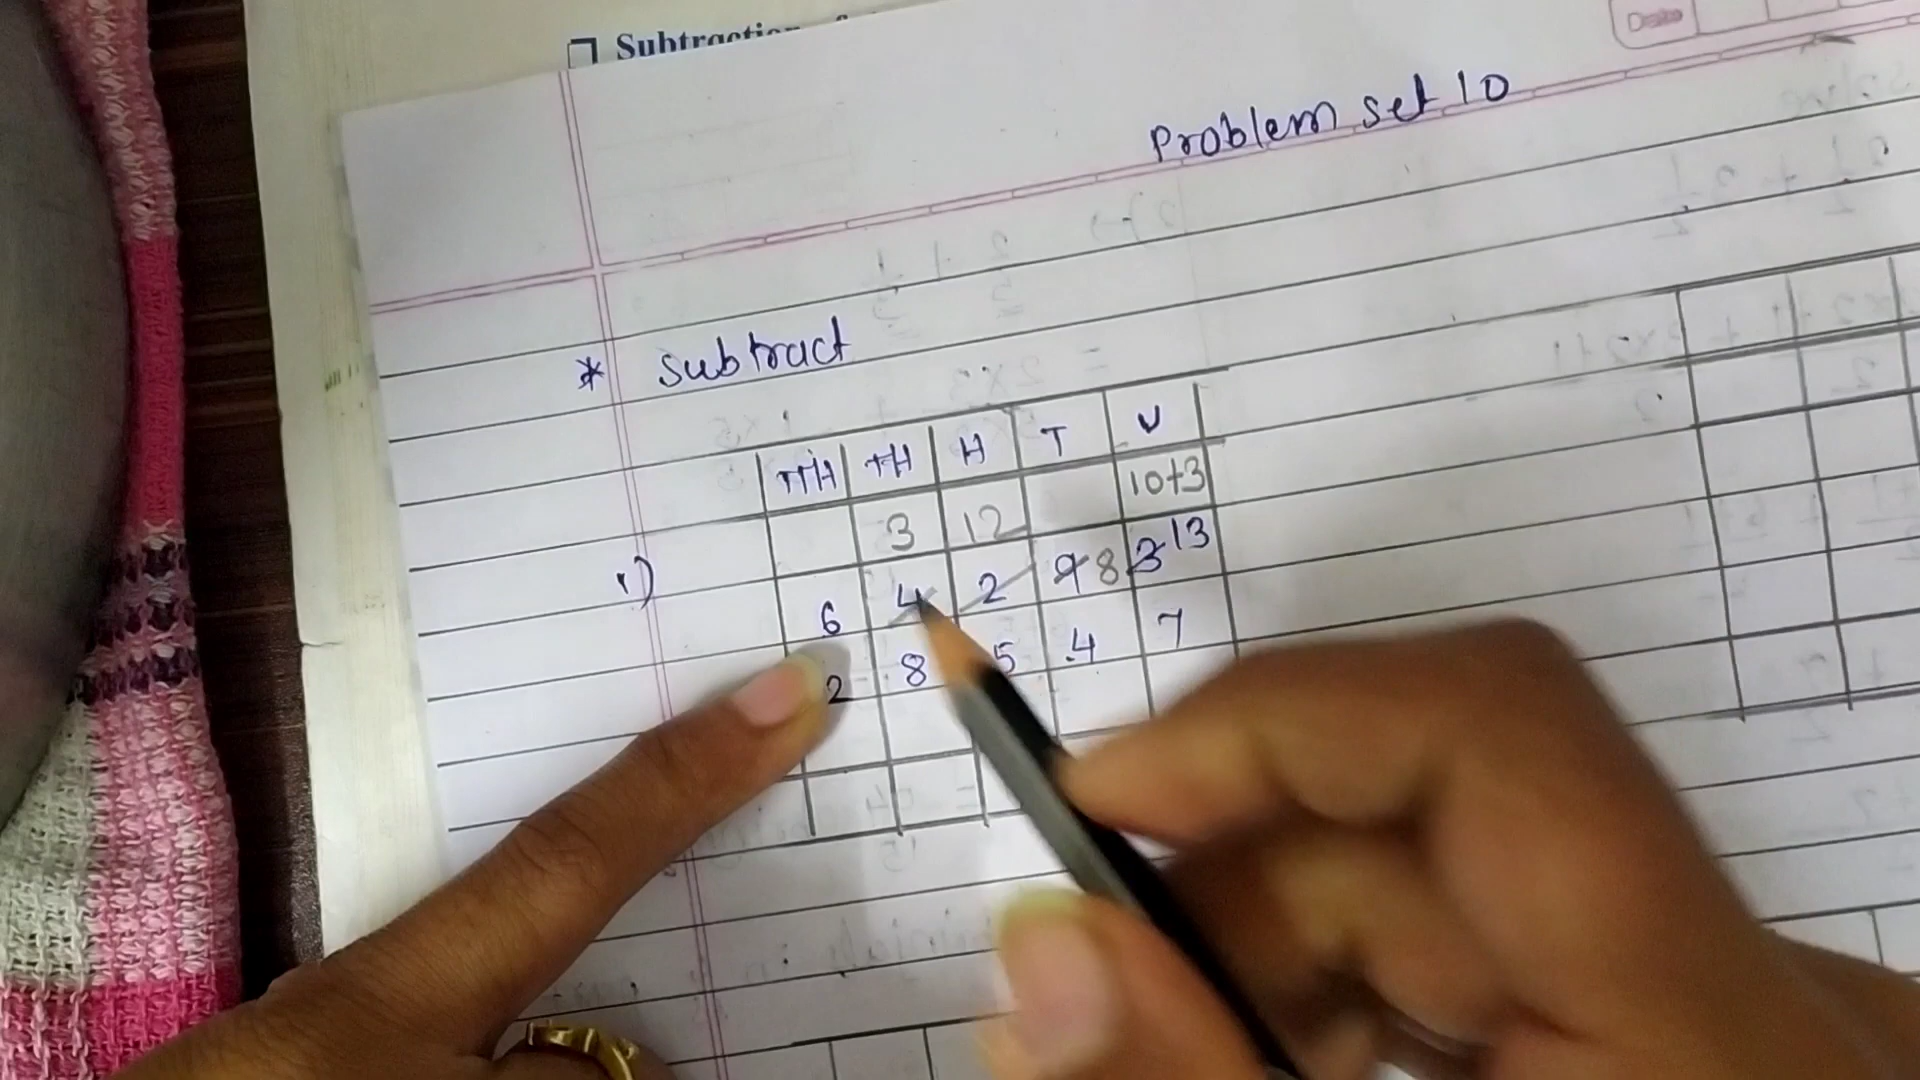 Subtraction
Date
Problem set 10
* Subtract
TTH TH H T U
10+3
3 12
1) 6 4 2 9 8 3 13
2 8 5 4 7